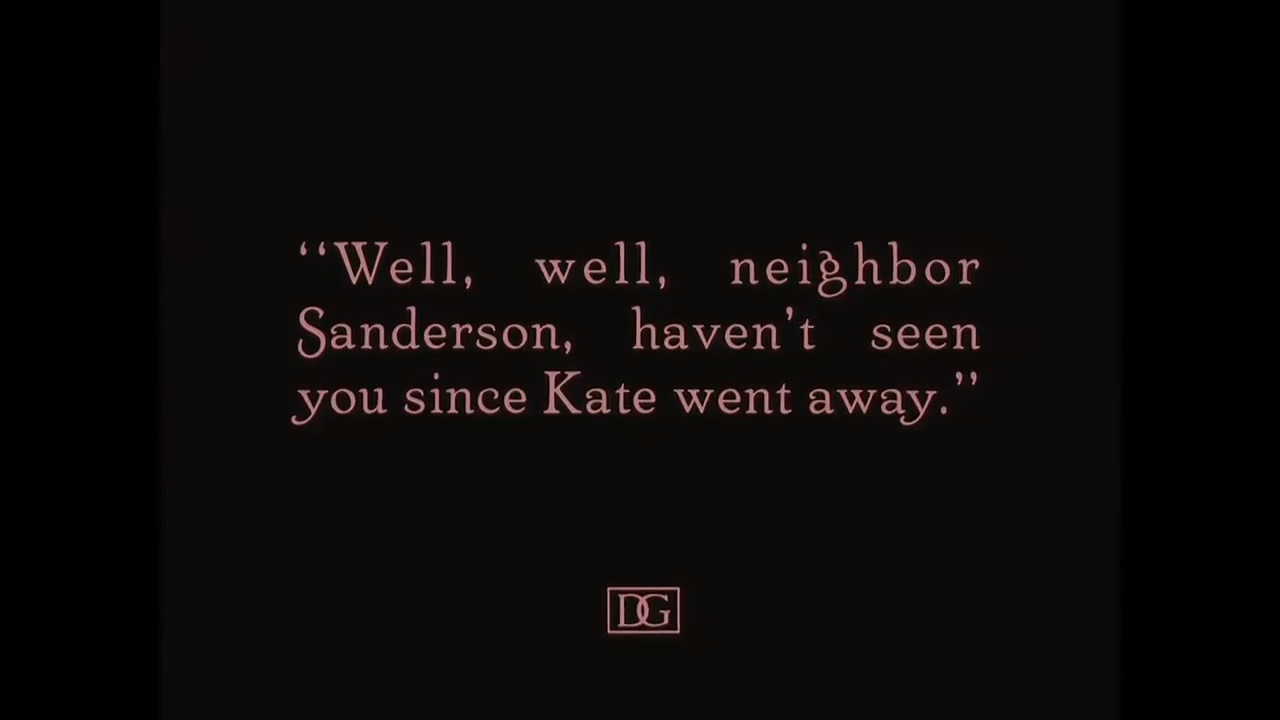 “Well, well, neighbor
Sanderson, haven’t seen
you since Kate went away.”
DG